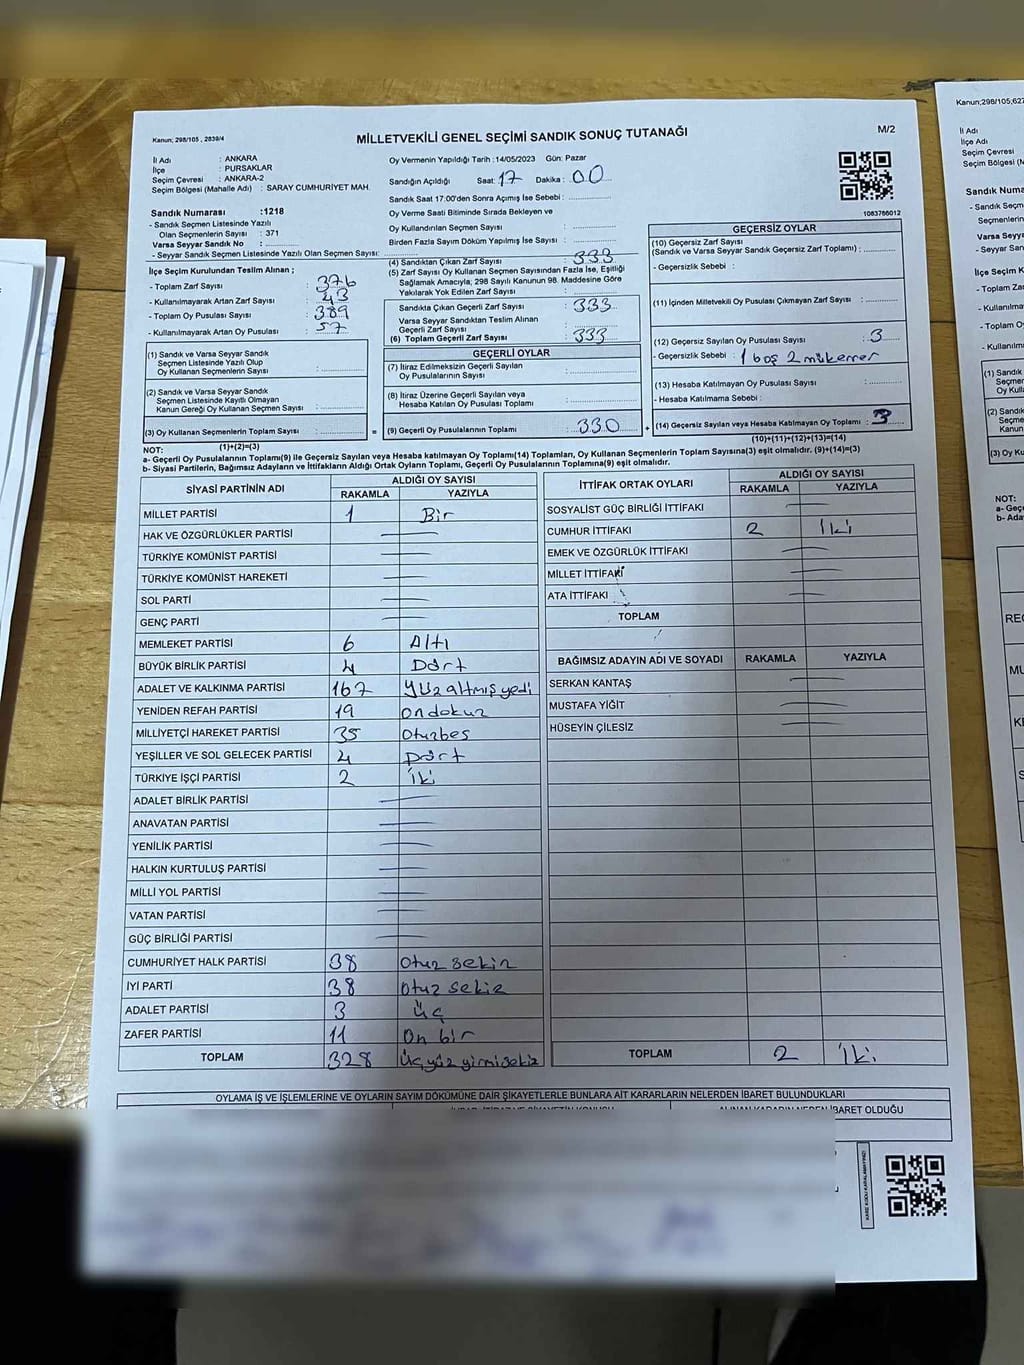 Kanun; 298/105 , 2839/4
MİLLETVEKİLİ GENEL SEÇİMİ SANDIK SONUÇ TUTANAĞI
M/2
İl Adı : ANKARA
İlçe : PURSAKLAR
Seçim Çevresi : ANKARA-2
Seçim Bölgesi (Mahalle Adı) : SARAY CUMHURİYET MAH.
Oy Vermenin Yapıldığı Tarih : 14/05/2023 Gün: Pazar
Sandığın Açıldığı Saat: 17 Dakika: 00
Sandık Saat 17:00'den Sonra Açımış İse Sebebi :
Oy Verme Saati Bitiminde Sırada Bekleyen ve
Oy Kullandırılan Seçmen Sayısı :
Birden Fazla Sayım Döküm Yapılmış İse Sayısı :
1083766012
Sandık Numarası :1218
- Sandık Seçmen Listesinde Yazılı
Olan Seçmenlerin Sayısı : 371
Varsa Seyyar Sandık No :
- Seyyar Sandık Seçmen Listesinde Yazılı Olan Seçmen Sayısı:
İlçe Seçim Kurulundan Teslim Alınan ;
- Toplam Zarf Sayısı : 376
- Kullanılmayarak Artan Zarf Sayısı : 43
- Toplam Oy Pusulası Sayısı : 389
- Kullanılmayarak Artan Oy Pusulası : 57
(1) Sandık ve Varsa Seyyar Sandık
Seçmen Listesinde Yazılı Olup
Oy Kullanan Seçmenlerin Sayısı :
(2) Sandık ve Varsa Seyyar Sandık
Seçmen Listesinde Kayıtlı Olmayan
Kanun Gereği Oy Kullanan Seçmen Sayısı :
(3) Oy Kullanan Seçmenlerin Toplam Sayısı :
(1)+(2)=(3)
(4) Sandıktan Çıkan Zarf Sayısı : 333
(5) Zarf Sayısı Oy Kullanan Seçmen Sayısından Fazla İse, Eşitliği
Sağlamak Amacıyla; 298 Sayılı Kanunun 98. Maddesine Göre
Yakılarak Yok Edilen Zarf Sayısı :
Sandıkta Çıkan Geçerli Zarf Sayısı : 333
Varsa Seyyar Sandıktan Teslim Alınan
Geçerli Zarf Sayısı :
(6) Toplam Geçerli Zarf Sayısı : 333
GEÇERLİ OYLAR
(7) İtiraz Edilmeksizin Geçerli Sayılan
Oy Pusulalarının Sayısı :
(8) İtiraz Üzerine Geçerli Sayılan veya
Hesaba Katılan Oy Pusulası Toplamı :
(9) Geçerli Oy Pusulalarının Toplamı : 330
GEÇERSİZ OYLAR
(10) Geçersiz Zarf Sayısı
(Sandık ve Varsa Seyyar Sandık Geçersiz Zarf Toplamı) :
- Geçersizlik Sebebi :
(11) İçinden Milletvekili Oy Pusulası Çıkmayan Zarf Sayısı :
(12) Geçersiz Sayılan Oy Pusulası Sayısı : 3
- Geçersizlik Sebebi : 1 boş 2 mükerrer
(13) Hesaba Katılmayan Oy Pusulası Sayısı :
- Hesaba Katılmama Sebebi :
(14) Geçersiz Sayılan veya Hesaba Katılmayan Oy Toplamı : 3
(10)+(11)+(12)+(13)=(14)
NOT:
a- Geçerli Oy Pusulalarının Toplamı(9) ile Geçersiz Sayılan veya Hesaba katılmayan Oy Toplamı(14) Toplamları, Oy Kullanan Seçmenlerin Toplam Sayısına(3) eşit olmalıdır. (9)+(14)=(3)
b- Siyasi Partilerin, Bağımsız Adayların ve İttifakların Aldığı Ortak Oyların Toplamı, Geçerli Oy Pusulalarının Toplamına(9) eşit olmalıdır.
SİYASİ PARTİNİN ADI ALDIĞI OY SAYISI
RAKAMLA YAZIYLA
MİLLET PARTİSİ 1 Bir
HAK VE ÖZGÜRLÜKLER PARTİSİ
TÜRKİYE KOMÜNİST PARTİSİ
TÜRKİYE KOMÜNİST HAREKETİ
SOL PARTİ
GENÇ PARTİ
MEMLEKET PARTİSİ 6 Altı
BÜYÜK BİRLİK PARTİSİ 4 Dört
ADALET VE KALKINMA PARTİSİ 167 Yüz altmış yedi
YENİDEN REFAH PARTİSİ 19 ondokuz
MİLLİYETÇİ HAREKET PARTİSİ 35 Otuzbeş
YEŞİLLER VE SOL GELECEK PARTİSİ 4 Dört
TÜRKİYE İŞÇİ PARTİSİ 2 İki
ADALET BİRLİK PARTİSİ
ANAVATAN PARTİSİ
YENİLİK PARTİSİ
HALKIN KURTULUŞ PARTİSİ
MİLLİ YOL PARTİSİ
VATAN PARTİSİ
GÜÇ BİRLİĞİ PARTİSİ
CUMHURİYET HALK PARTİSİ 38 Otuz sekiz
İYİ PARTİ 38 Otuz sekiz
ADALET PARTİSİ 3 Üç
ZAFER PARTİSİ 11 On bir
TOPLAM 328 Üçyüz yirmisekiz
İTTİFAK ORTAK OYLARI ALDIĞI OY SAYISI
RAKAMLA YAZIYLA
SOSYALİST GÜÇ BİRLİĞİ İTTİFAKI
CUMHUR İTTİFAKI 2 İki
EMEK VE ÖZGÜRLÜK İTTİFAKI
MİLLET İTTİFAKI
ATA İTTİFAKI
TOPLAM
BAĞIMSIZ ADAYIN ADI VE SOYADI RAKAMLA YAZIYLA
SERKAN KANTAŞ
MUSTAFA YİĞİT
HÜSEYİN ÇİLESİZ
TOPLAM 2 İki
OYLAMA İŞ VE İŞLEMLERİNE VE OYLARIN SAYIM DÖKÜMÜNE DAİR ŞİKAYETLERLE BUNLARA AİT KARARLARIN NELERDEN İBARET BULUNDUKLARI
İBARET OLDUĞU
KARE KODU KARALAMAYINIZ!
Kanun;298/105,627
İl Adı
İlçe Adı
Seçim Çevresi
Seçim Bölgesi (M
Sandık Numa
- Sandık Seçm
Seçmenlerin
Varsa Seyya
- Seyyar San
İlçe Seçim K
- Toplam Za
- Kullanılma
- Toplam O
- Kullanılm
(1) Sandık
Seçmer
Oy Kull
(2) Sandık
Seçme
Kanun
(3) Oy Ku
NOT:
a- Geç
b- Ada